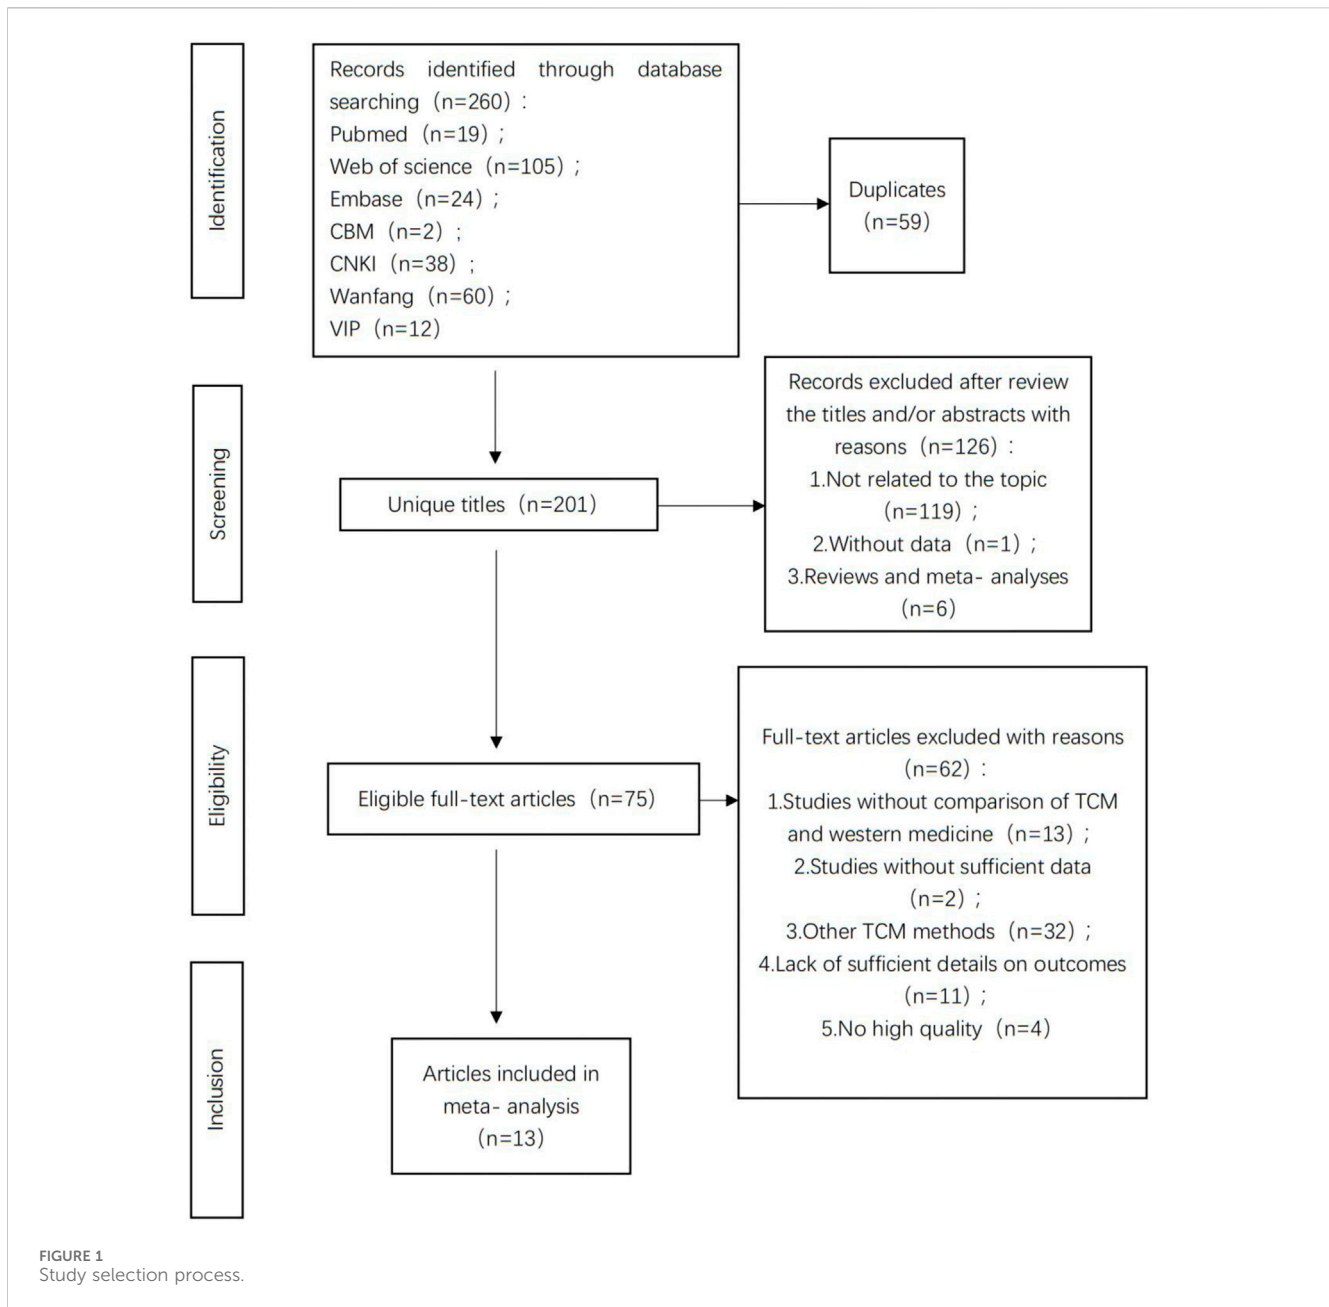 Identification
Records identified through database
searching（n=260）:
Pubmed（n=19）;
Web of science（n=105）;
Embase（n=24）;
CBM（n=2）;
CNKI（n=38）;
Wanfang（n=60）;
VIP（n=12）
Duplicates
（n=59）
Screening
Unique titles（n=201）
Records excluded after review
the titles and/or abstracts with
reasons（n=126）:
1.Not related to the topic
（n=119）;
2.Without data（n=1）;
3.Reviews and meta- analyses
（n=6）
Eligibility
Eligible full-text articles（n=75）
Full-text articles excluded with reasons
（n=62）:
1.Studies without comparison of TCM
and western medicine（n=13）;
2.Studies without sufficient data
（n=2）;
3.Other TCM methods（n=32）;
4.Lack of sufficient details on outcomes
（n=11）;
5.No high quality（n=4）
Inclusion
Articles included in
meta- analysis
（n=13）
FIGURE 1
Study selection process.